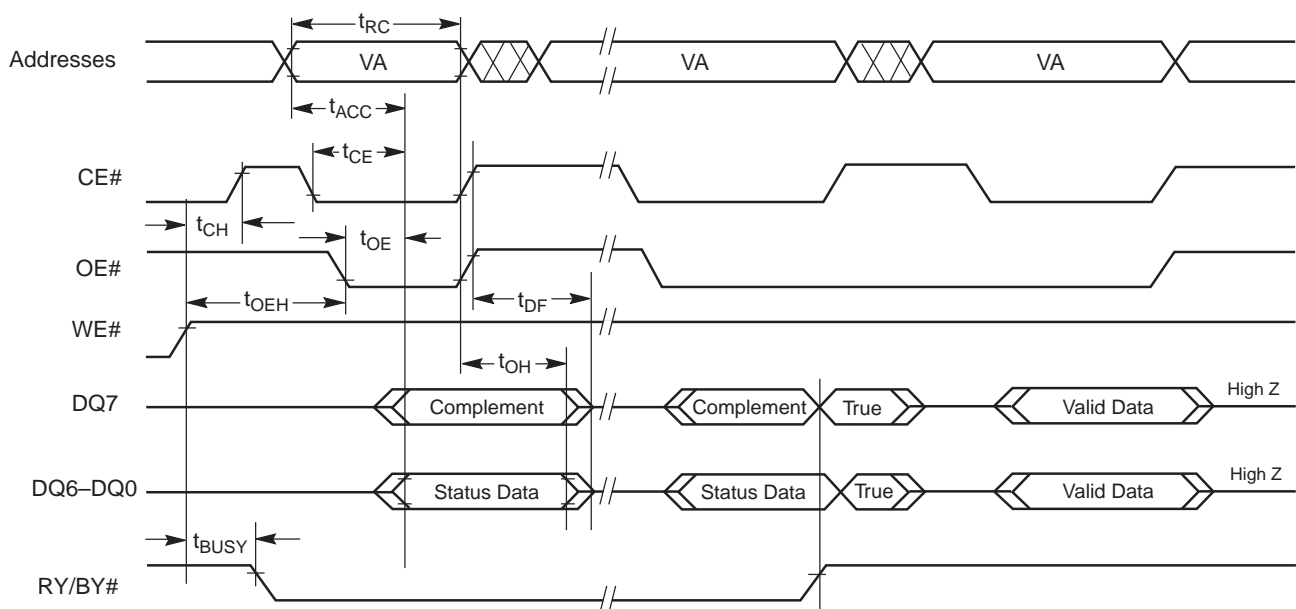 tRC
Addresses VA VA VA
tACC
tCE
CE#
tCH
tOE
OE#
tOEH
tDF
WE#
tOH
DQ7 Complement Complement True Valid Data High Z
DQ6–DQ0 Status Data Status Data True Valid Data High Z
tBUSY
RY/BY#